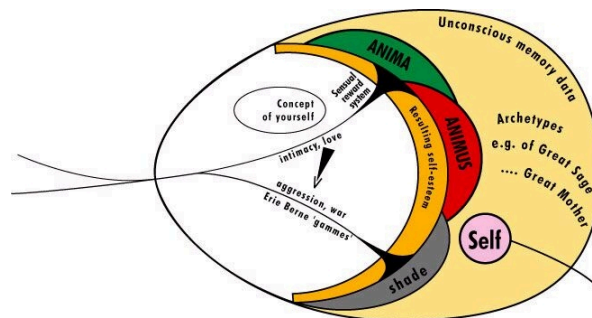 Unconscious memory data
ANIMA
Sensual
reward
system
Concept
of yourself
Archetypes
e.g. of Great Sage
.... Great Mother
ANIMUS
Resulting self-esteem
intimacy, love
aggression, war
Erie Berne 'gammes'
Self
shade